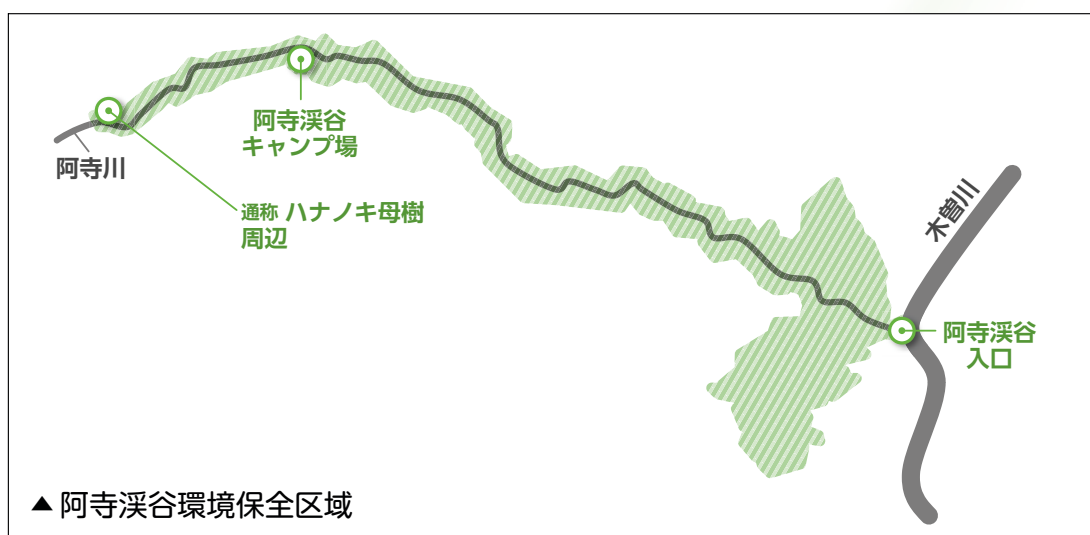 阿寺渓谷
キャンプ場
阿寺川
通称 ハナノキ母樹
周辺
木曽川
阿寺渓谷
入口
▲ 阿寺渓谷環境保全区域